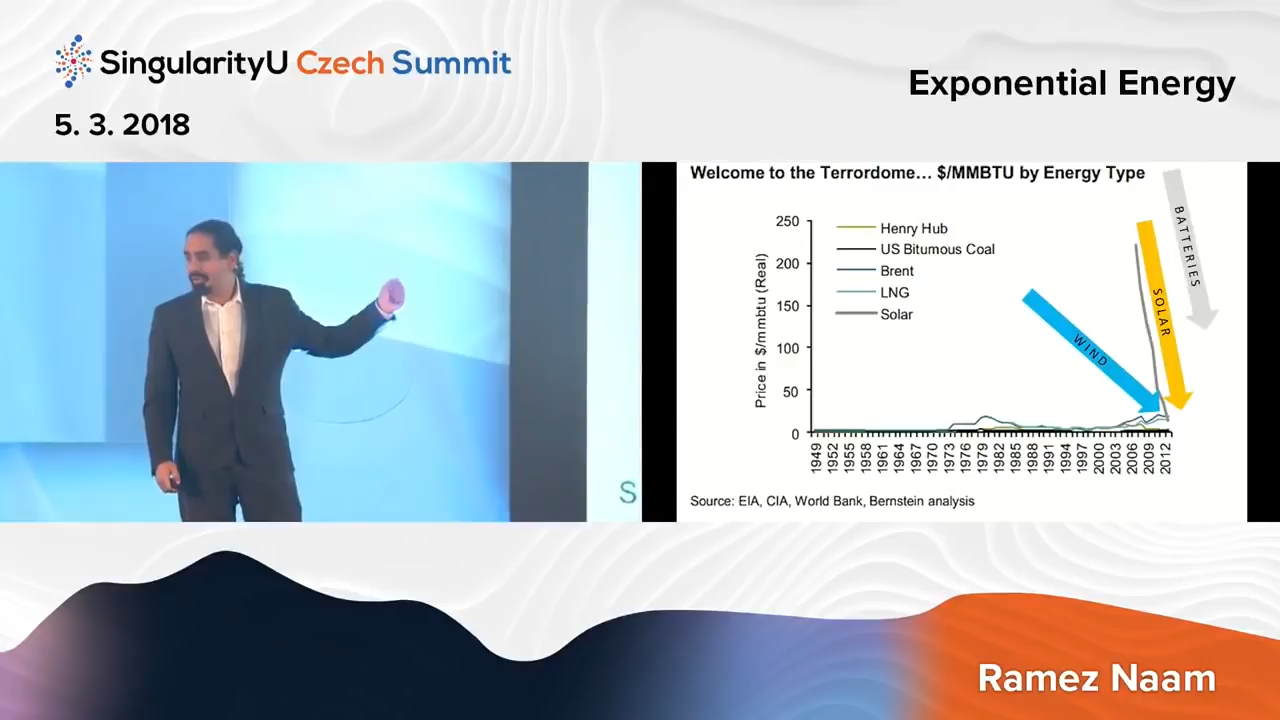 SingularityU Czech Summit
5. 3. 2018
Exponential Energy
Welcome to the Terrordome... $/MMBTU by Energy Type
Price in $/mmbtu (Real)
250
200
150
100
50
0
Henry Hub
US Bitumous Coal
Brent
LNG
Solar
WIND
SOLAR
BATTERIES
1949
1952
1955
1958
1961
1964
1967
1970
1973
1976
1979
1982
1985
1988
1991
1994
1997
2000
2003
2006
2009
2012
Source: EIA, CIA, World Bank, Bernstein analysis
S
Ramez Naam